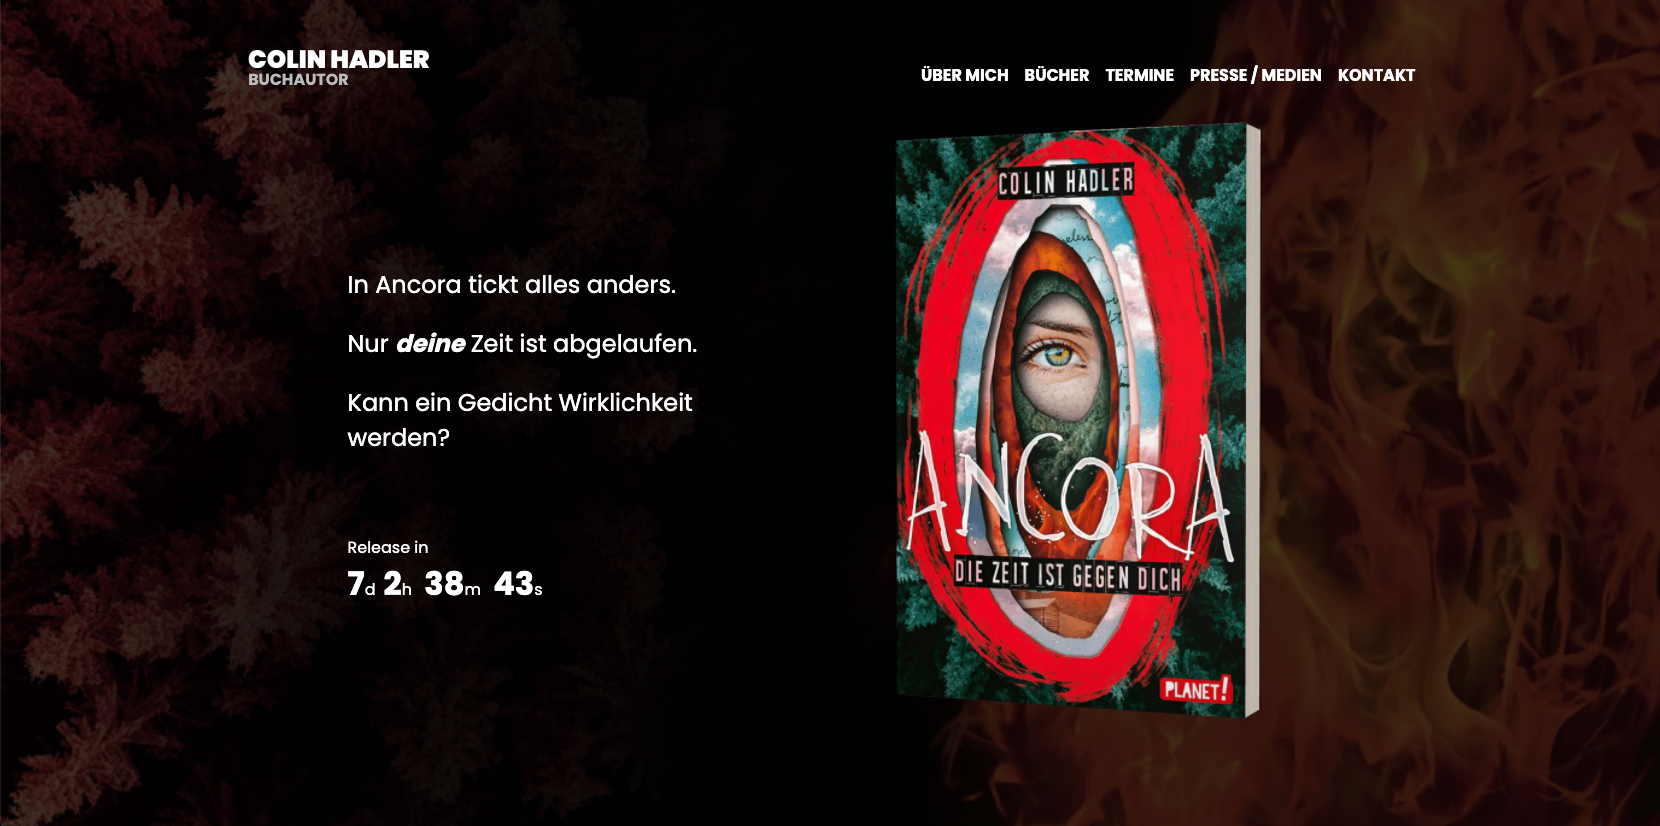 COLIN HADLER
BUCHAUTOR
ÜBER MICH BÜCHER TERMINE PRESSE / MEDIEN KONTAKT
In Ancora tickt alles anders.
Nur deine Zeit ist abgelaufen.
Kann ein Gedicht Wirklichkeit
werden?
Release in
7d 2h 38m 43s
COLIN HADLER
ANCORA
DIE ZEIT IST GEGEN DICH
PLANET!